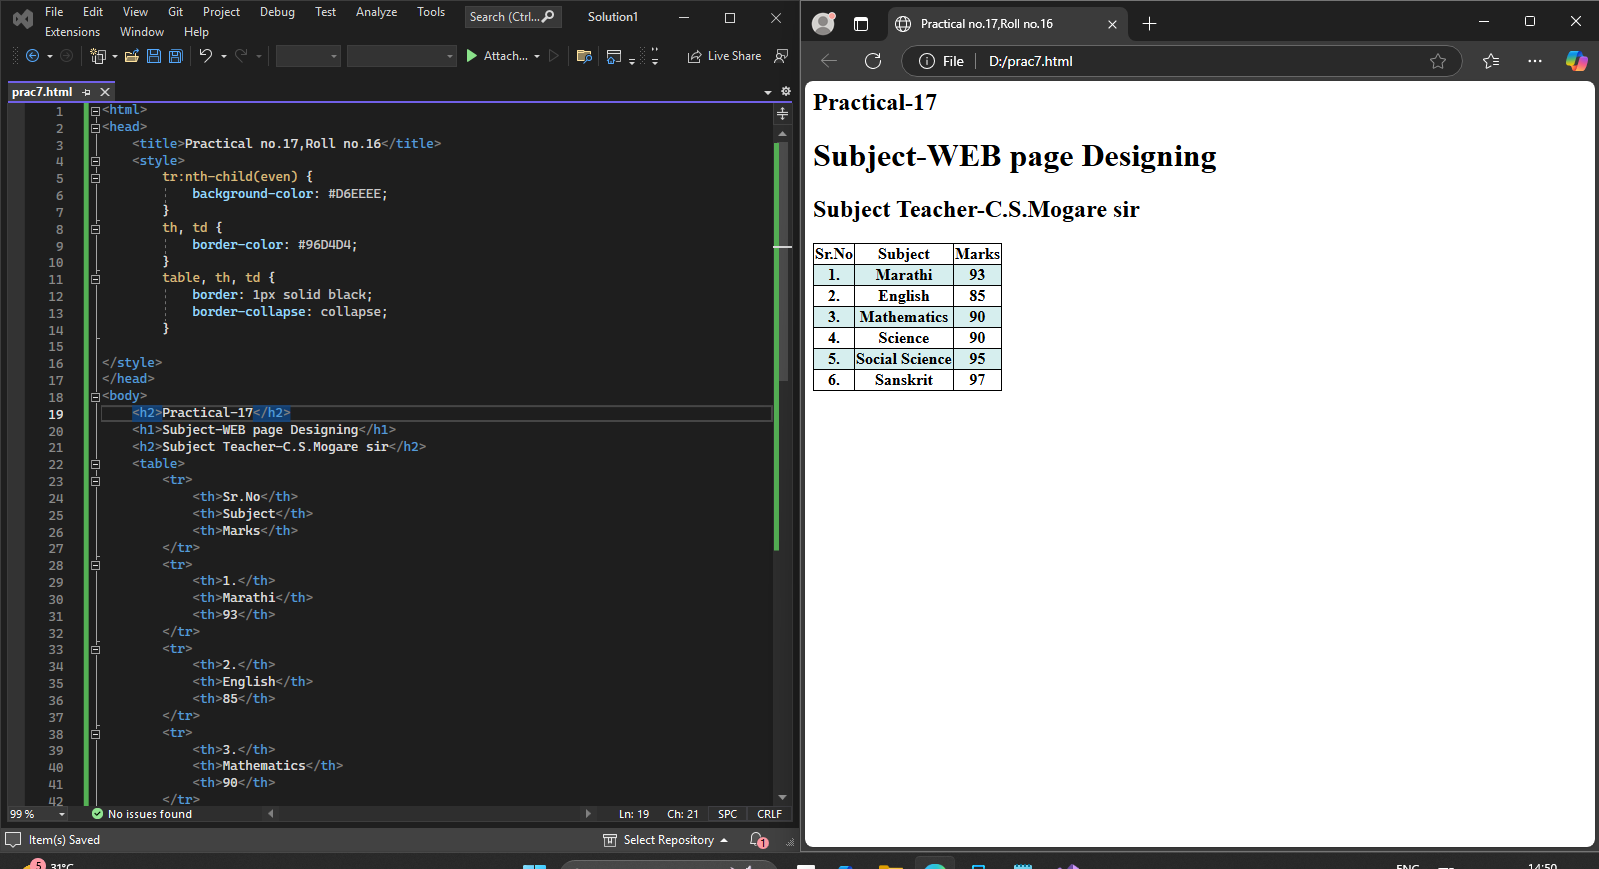 File Edit View Git Project Debug Test Analyze Tools Search (Ctrl... Solution1
Extensions Window Help
Attach... Live Share
prac7.html
1 <html>
2 <head>
3 <title>Practical no.17,Roll no.16</title>
4 <style>
5 tr:nth-child(even) {
6 background-color: #D6EEEE;
7 }
8 th, td {
9 border-color: #96D4D4;
10 }
11 table, th, td {
12 border: 1px solid black;
13 border-collapse: collapse;
14 }
15
16 </style>
17 </head>
18 <body>
19 <h2>Practical-17</h2>
20 <h1>Subject-WEB page Designing</h1>
21 <h2>Subject Teacher-C.S.Mogare sir</h2>
22 <table>
23 <tr>
24 <th>Sr.No</th>
25 <th>Subject</th>
26 <th>Marks</th>
27 </tr>
28 <tr>
29 <th>1.</th>
30 <th>Marathi</th>
31 <th>93</th>
32 </tr>
33 <tr>
34 <th>2.</th>
35 <th>English</th>
36 <th>85</th>
37 </tr>
38 <tr>
39 <th>3.</th>
40 <th>Mathematics</th>
41 <th>90</th>
42 </tr>
99 % No issues found Ln: 19 Ch: 21 SPC CRLF
Item(s) Saved Select Repository 1
Practical no.17,Roll no.16
File D:/prac7.html
Practical-17
Subject-WEB page Designing
Subject Teacher-C.S.Mogare sir
Sr.No Subject Marks
1. Marathi 93
2. English 85
3. Mathematics 90
4. Science 90
5. Social Science 95
6. Sanskrit 97
5 31°C ENG 14:50